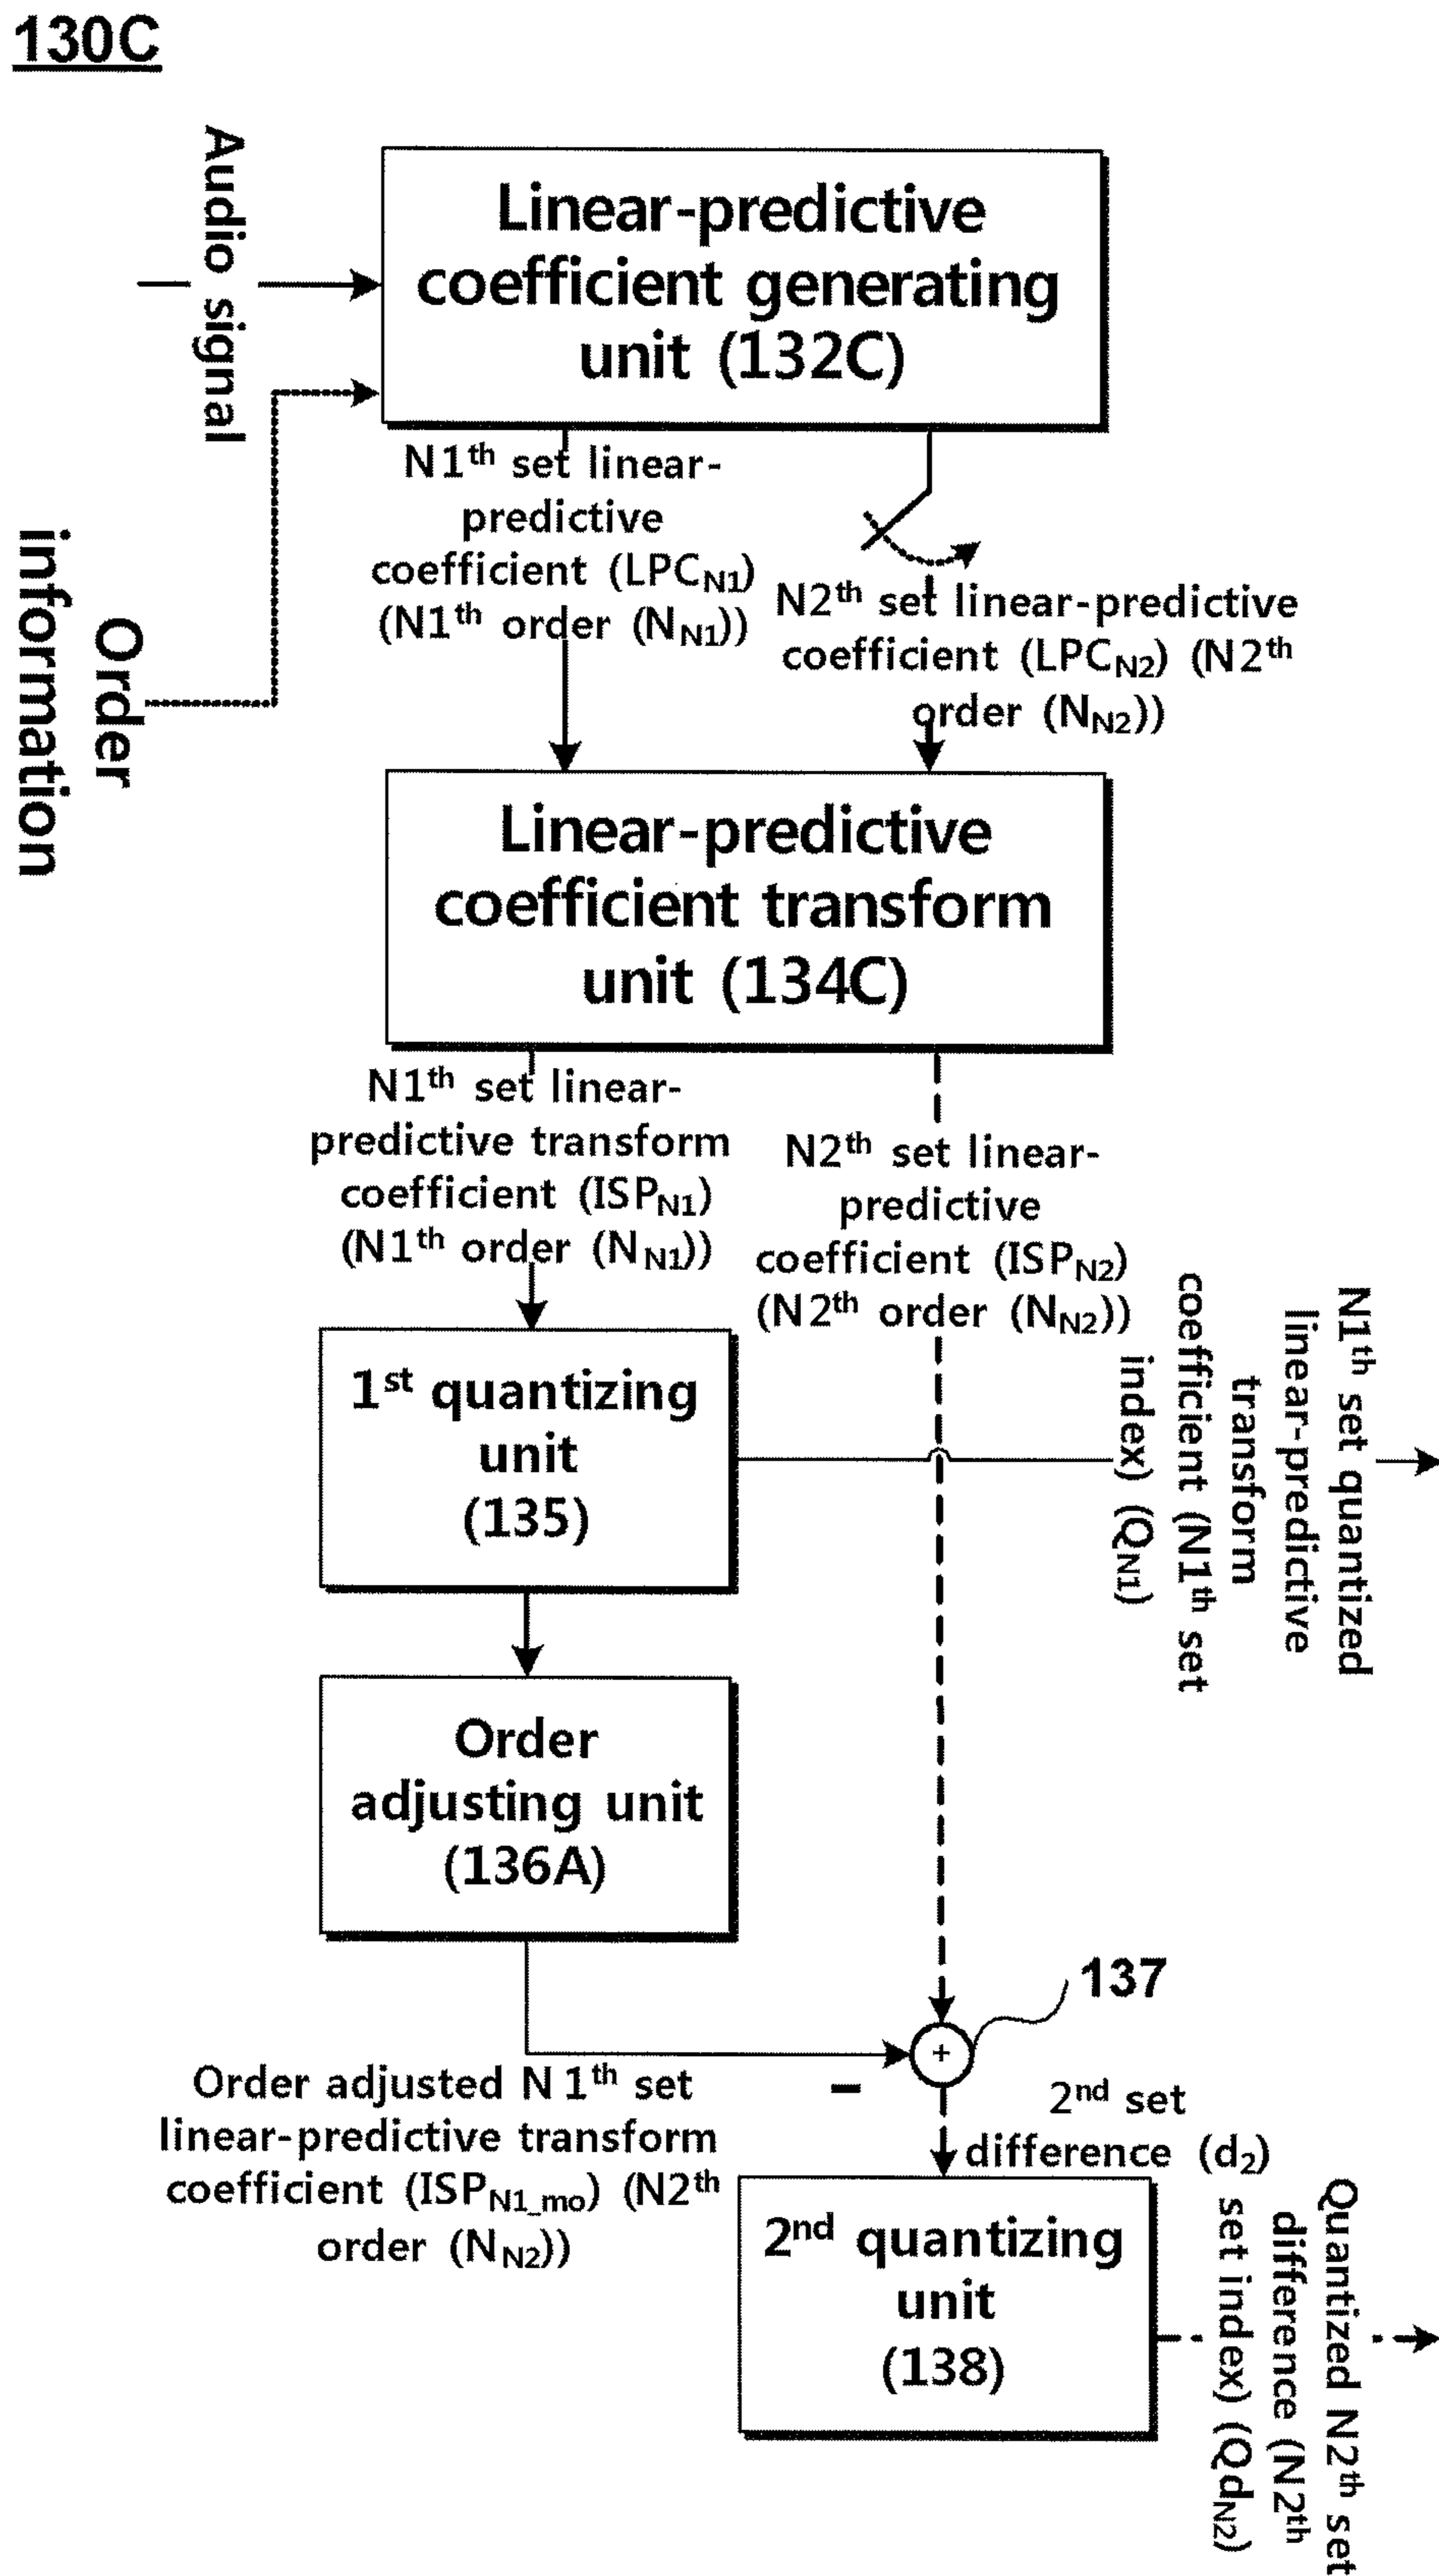 130C
Audio signal
Order
information
Linear-predictive
coefficient generating
unit (132C)
N1th set linear-
predictive
coefficient (LPCN1)
(N1th order (NN1))
N2th set linear-predictive
coefficient (LPCN2) (N2th
order (NN2))
Linear-predictive
coefficient transform
unit (134C)
N1th set linear-
predictive transform
coefficient (ISPN1)
(N1th order (NN1))
N2th set linear-
predictive
coefficient (ISPN2)
(N2th order (NN2))
1st quantizing
unit
(135)
N1th set quantized
linear-predictive
transform
coefficient (N1th set
index) (QN1)
Order
adjusting unit
(136A)
137
+
−
Order adjusted N1th set
linear-predictive transform
coefficient (ISPN1_mo) (N2th
order (NN2))
2nd set
difference (d2)
2nd quantizing
unit
(138)
Quantized N2th set
difference (N2th
set index) (QdN2)